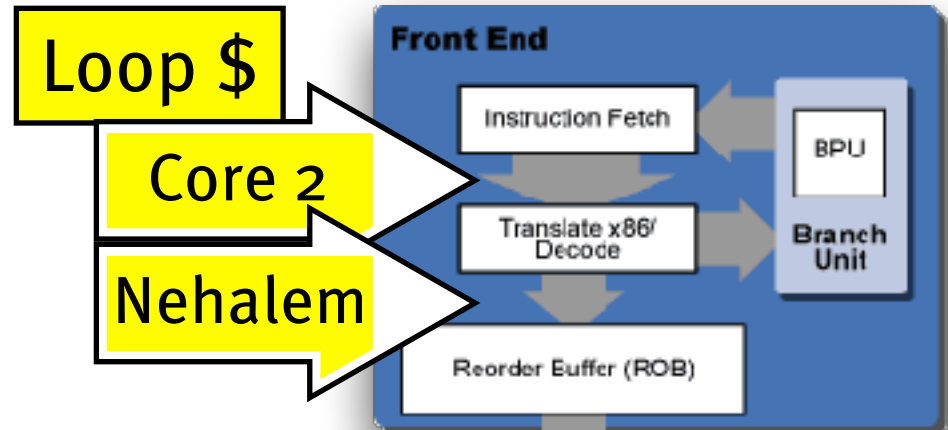 Loop $
Core 2
Nehalem
Front End
Instruction Fetch
BPU
Translate x86/
Decode
Branch
Unit
Reorder Buffer (ROB)